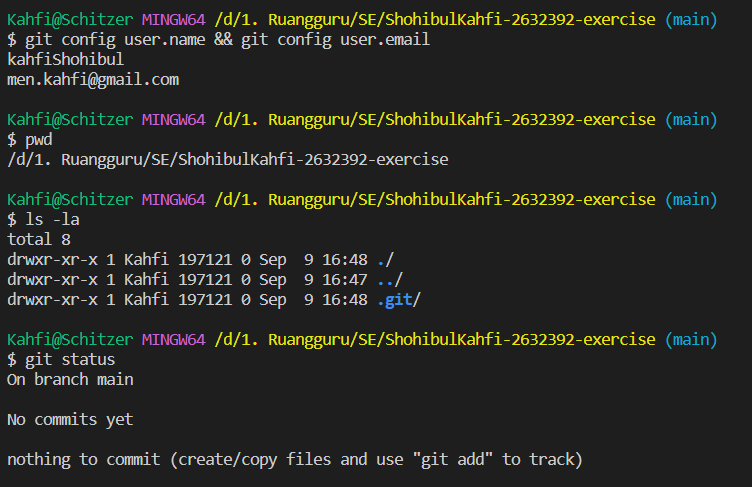 Kahfi@Schitzer MINGW64 /d/1. Ruangguru/SE/ShohibulKahfi-2632392-exercise (main)
$ git config user.name && git config user.email
kahfiShohibul
men.kahfi@gmail.com
Kahfi@Schitzer MINGW64 /d/1. Ruangguru/SE/ShohibulKahfi-2632392-exercise (main)
$ pwd
/d/1. Ruangguru/SE/ShohibulKahfi-2632392-exercise
Kahfi@Schitzer MINGW64 /d/1. Ruangguru/SE/ShohibulKahfi-2632392-exercise (main)
$ ls -la
total 8
drwxr-xr-x 1 Kahfi 197121 0 Sep  9 16:48 ./
drwxr-xr-x 1 Kahfi 197121 0 Sep  9 16:47 ../
drwxr-xr-x 1 Kahfi 197121 0 Sep  9 16:48 .git/
Kahfi@Schitzer MINGW64 /d/1. Ruangguru/SE/ShohibulKahfi-2632392-exercise (main)
$ git status
On branch main
No commits yet
nothing to commit (create/copy files and use "git add" to track)